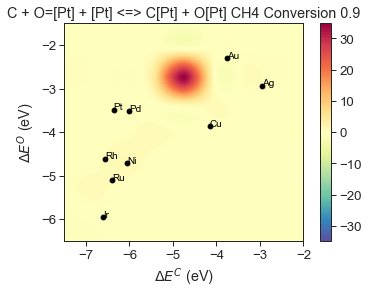 C + O=[Pt] + [Pt] <=> C[Pt] + O[Pt] CH4 Conversion 0.9
−2
−3
−4
−5
−6
ΔE^O (eV)
Au
Ag
Pt
Pd
Cu
Rh
Ni
Ru
Ir
−7
−6
−5
−4
−3
−2
ΔE^C (eV)
30
20
10
0
−10
−20
−30